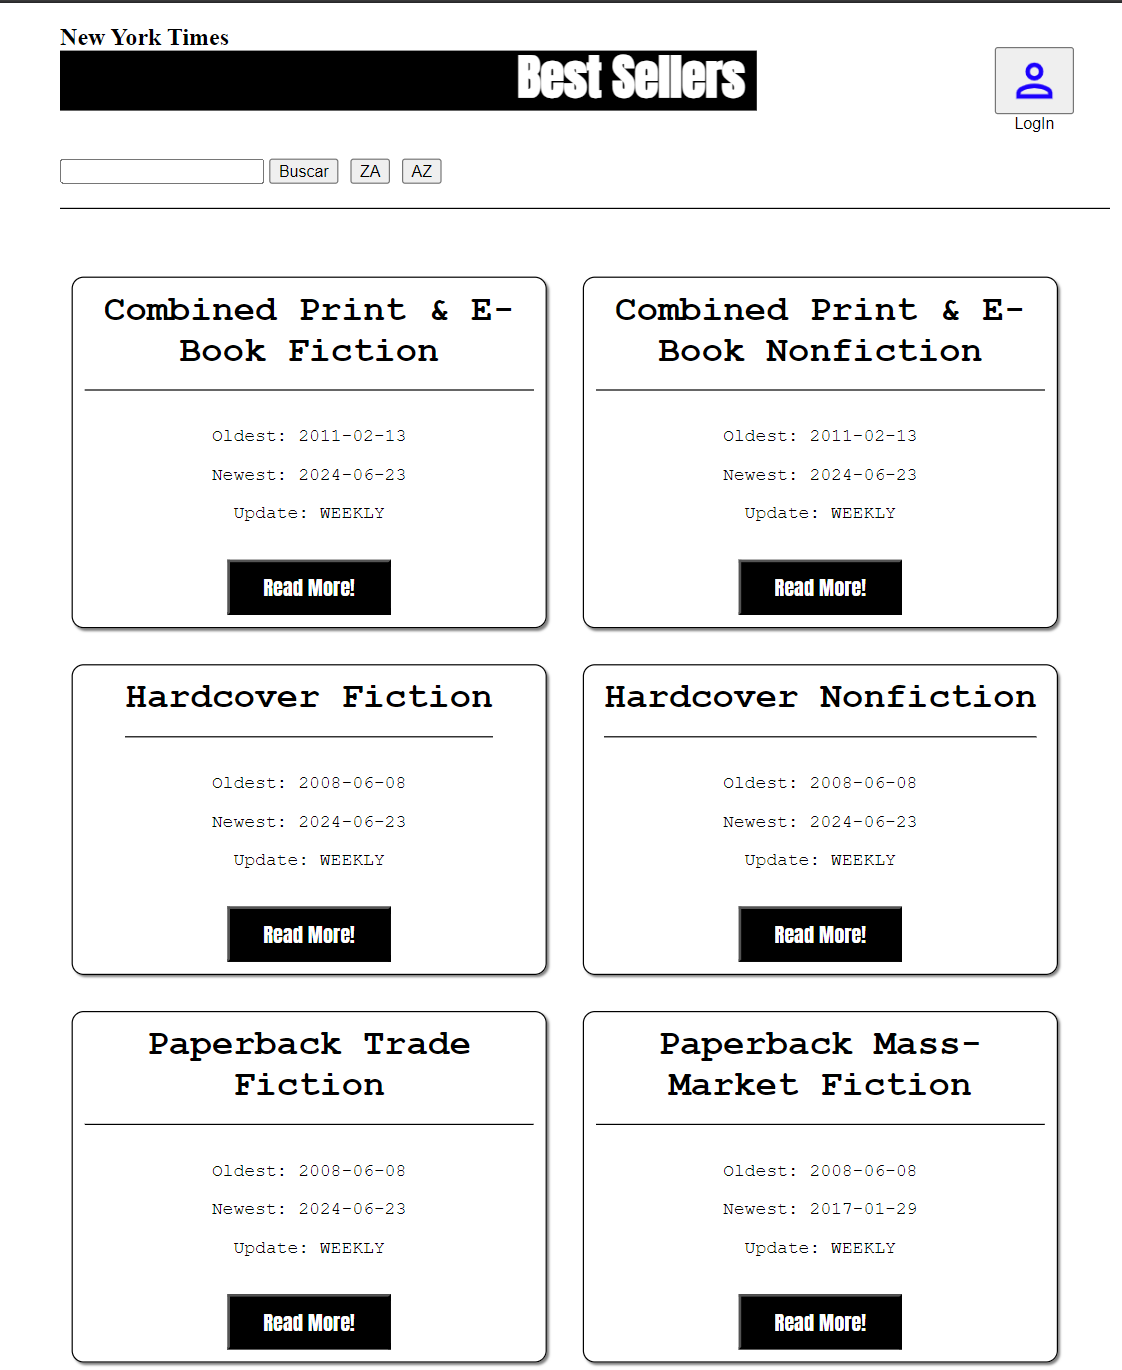 New York Times
Best Sellers
LogIn
Buscar ZA AZ
Combined Print & E-
Book Fiction
Oldest: 2011-02-13
Newest: 2024-06-23
Update: WEEKLY
Read More!
Combined Print & E-
Book Nonfiction
Oldest: 2011-02-13
Newest: 2024-06-23
Update: WEEKLY
Read More!
Hardcover Fiction
Oldest: 2008-06-08
Newest: 2024-06-23
Update: WEEKLY
Read More!
Hardcover Nonfiction
Oldest: 2008-06-08
Newest: 2024-06-23
Update: WEEKLY
Read More!
Paperback Trade
Fiction
Oldest: 2008-06-08
Newest: 2024-06-23
Update: WEEKLY
Read More!
Paperback Mass-
Market Fiction
Oldest: 2008-06-08
Newest: 2017-01-29
Update: WEEKLY
Read More!